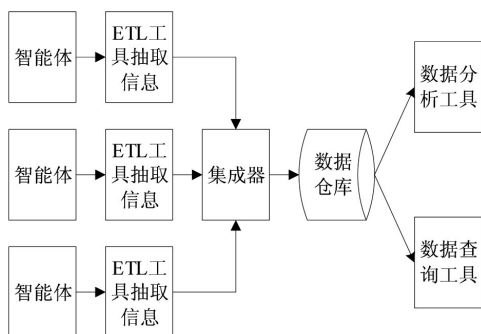 智能体
ETL工
具抽取
信息
智能体
ETL工
具抽取
信息
智能体
ETL工
具抽取
信息
集成器
数据
仓库
数据分
析工具
数据查
询工具